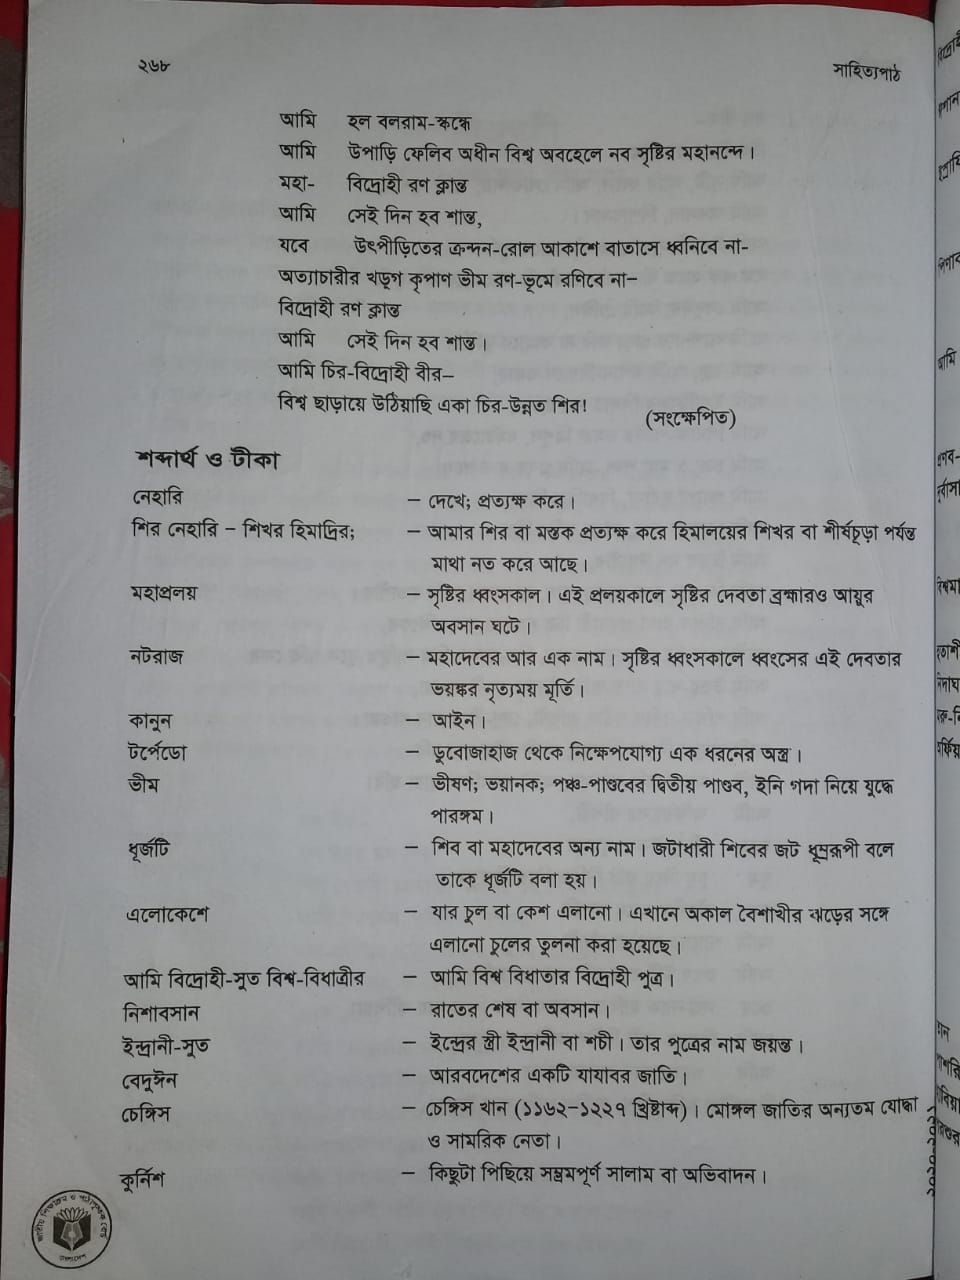 ২৬৮
সাহিত্যপাঠ
আমি হল বলরাম-স্কন্ধে
আমি উপাড়ি ফেলিব অধীন বিশ্ব অবহেলে নব সৃষ্টির মহানন্দে।
মহা- বিদ্রোহী রণ ক্লান্ত
আমি সেই দিন হব শান্ত,
যবে উৎপীড়িতের ক্রন্দন-রোল আকাশে বাতাসে ধ্বনিবে না-
অত্যাচারীর খড়্গ কৃপাণ ভীম রণ-ভূমে রণিবে না–
বিদ্রোহী রণ ক্লান্ত
আমি সেই দিন হব শান্ত।
আমি চির-বিদ্রোহী বীর–
বিশ্ব ছাড়ায়ে উঠিয়াছি একা চির-উন্নত শির!
(সংক্ষেপিত)
শব্দার্থ ও টীকা
নেহারি – দেখে; প্রত্যক্ষ করে।
শির নেহারি – শিখর হিমাদ্রির; – আমার শির বা মস্তক প্রত্যক্ষ করে হিমালয়ের শিখর বা শীর্ষচূড়া পর্যন্ত
মাথা নত করে আছে।
মহাপ্রলয় – সৃষ্টির ধ্বংসকাল। এই প্রলয়কালে সৃষ্টির দেবতা ব্রহ্মারও আয়ুর
অবসান ঘটে।
নটরাজ – মহাদেবের আর এক নাম। সৃষ্টির ধ্বংসকালে ধ্বংসের এই দেবতার
ভয়ঙ্কর নৃত্যময় মূর্তি।
কানুন – আইন।
টর্পেডো – ডুবোজাহাজ থেকে নিক্ষেপযোগ্য এক ধরনের অস্ত্র।
ভীম – ভীষণ; ভয়ানক; পঞ্চ-পাণ্ডবের দ্বিতীয় পাণ্ডব, ইনি গদা নিয়ে যুদ্ধে
পারঙ্গম।
ধূর্জটি – শিব বা মহাদেবের অন্য নাম। জটাধারী শিবের জট ধূম্ররূপী বলে
তাকে ধূর্জটি বলা হয়।
এলোকেশে – যার চুল বা কেশ এলানো। এখানে অকাল বৈশাখীর ঝড়ের সঙ্গে
এলানো চুলের তুলনা করা হয়েছে।
আমি বিদ্রোহী-সুত বিশ্ব-বিধাত্রীর – আমি বিশ্ব বিধাতার বিদ্রোহী পুত্র।
নিশাবসান – রাতের শেষ বা অবসান।
ইন্দ্রানী-সুত – ইন্দ্রের স্ত্রী ইন্দ্রানী বা শচী। তার পুত্রের নাম জয়ন্ত।
বেদুঈন – আরবদেশের একটি যাযাবর জাতি।
চেঙ্গিস – চেঙ্গিস খান (১১৬২–১২২৭ খ্রিষ্টাব্দ)। মোঙ্গল জাতির অন্যতম যোদ্ধা
ও সামরিক নেতা।
কুর্নিশ – কিছুটা পিছিয়ে সম্ভ্রমপূর্ণ সালাম বা অভিবাদন।